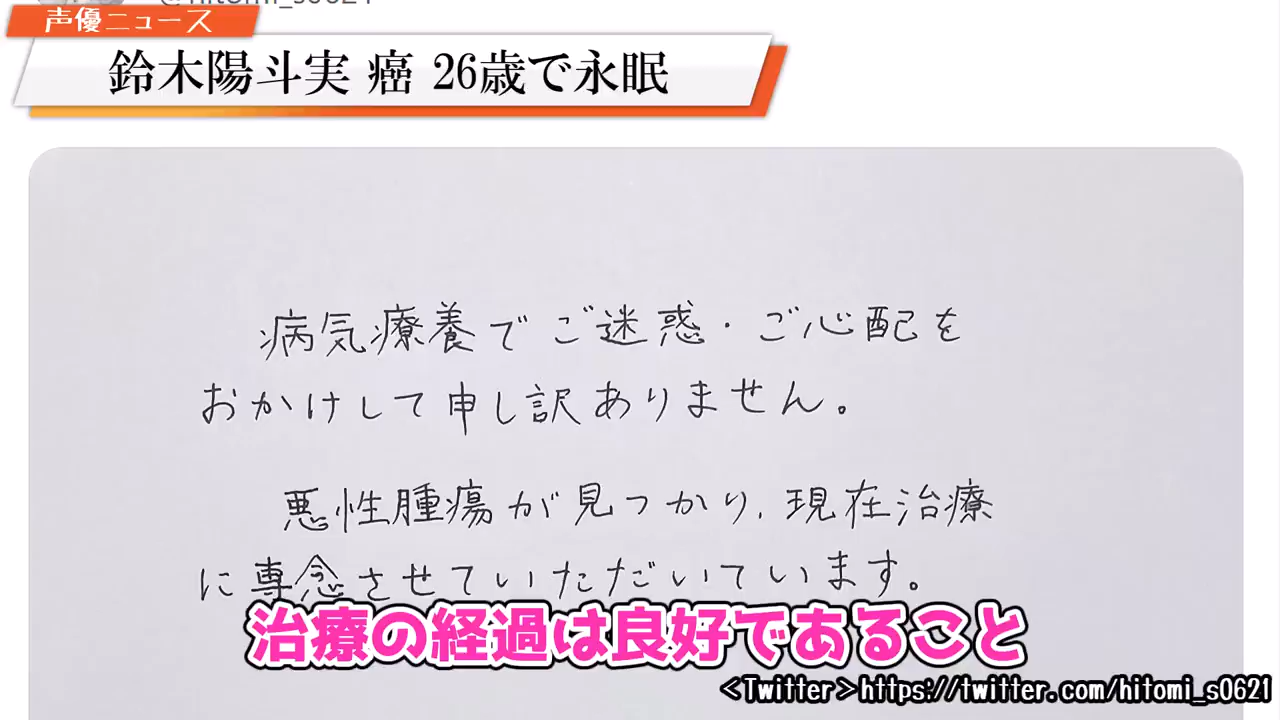 声優ニュース
鈴木陽斗実 癌 26歳で永眠
病気療養でご迷惑・ご心配を
おかけして申し訳ありません。
悪性腫瘍が見つかり、現在治療
に専念させていただいています。
治療の経過は良好であること
<Twitter>https://twitter.com/hitomi_s0621